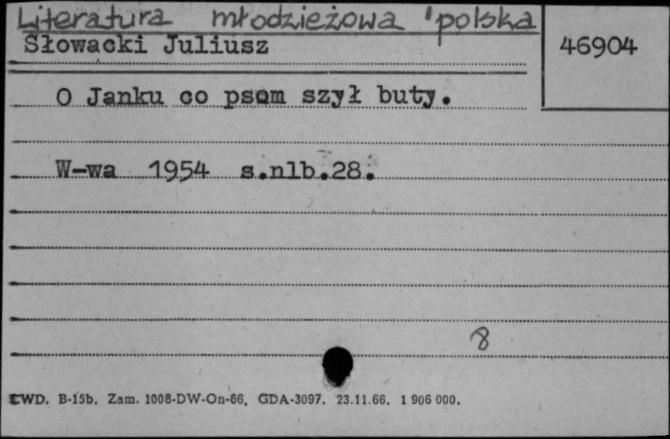 Literatura młodzieżowa polska
Słowacki Juliusz
46904
O Janku co psom szył buty.
W-wa 1954 s.nlb.28.
8
CWD. B-15b. Zam. 1008-DW-On-66. GDA-3097. 23.11.66. 1 906 000.